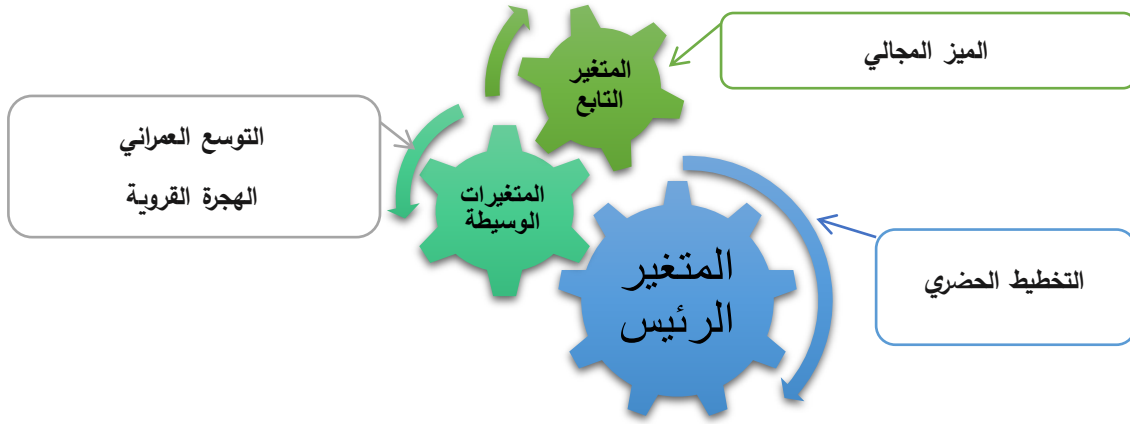 الميز المجالي
المتغير
التابع
التوسع العمراني
الهجرة القروية
المتغيرات
الوسيطة
المتغير
الرئيس
التخطيط الحضري